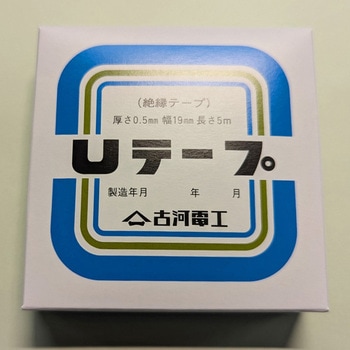 (絶縁テープ)
厚さ0.5mm 幅19mm 長さ5m
Uテープ
製造年月 年 月
古河電工